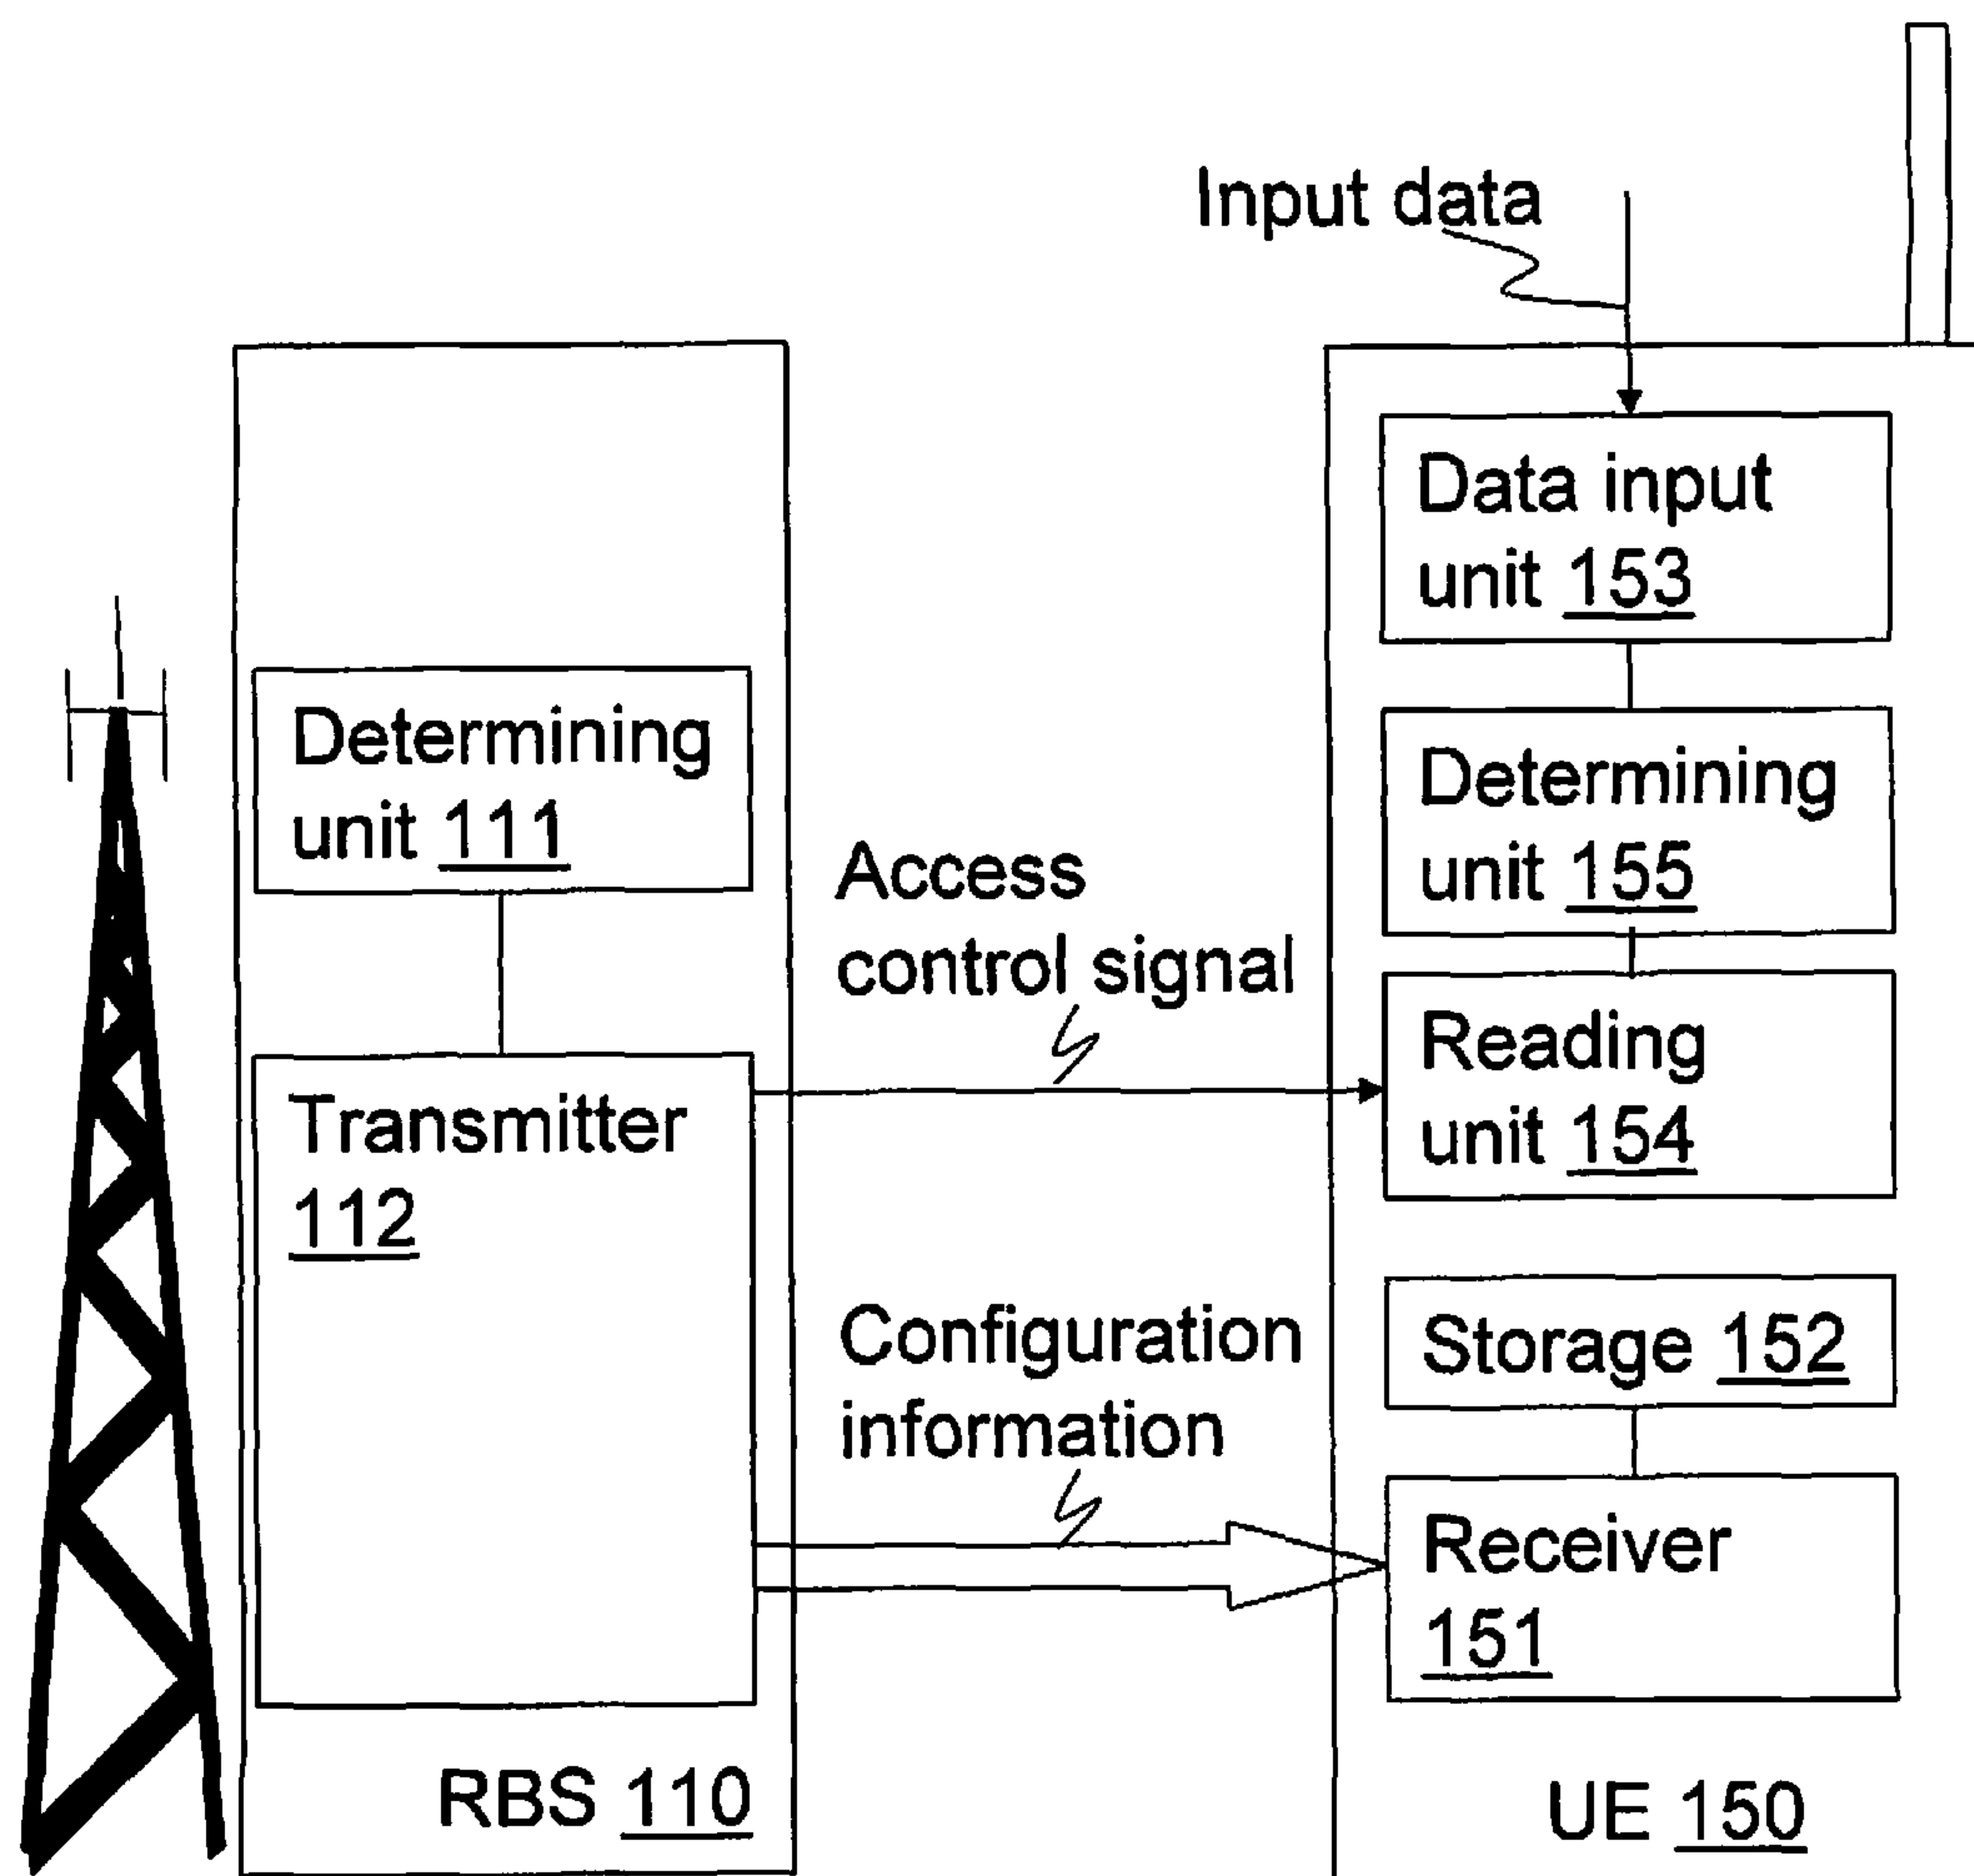 Input data
Data input
unit 153
Determining
unit 111
Determining
unit 155
Access
control signal
Reading
unit 154
Transmitter
112
Configuration
information
Storage 152
Receiver
151
RBS 110
UE 150